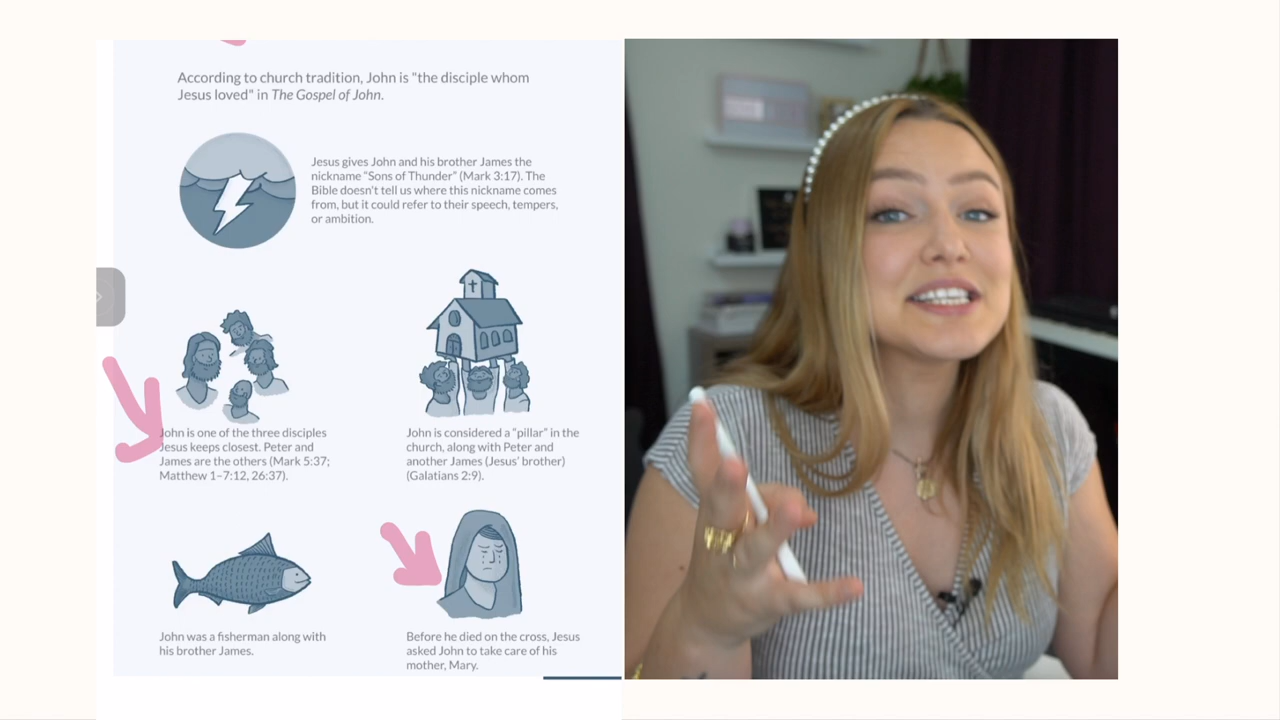 According to church tradition, John is "the disciple whom
Jesus loved" in The Gospel of John.
Jesus gives John and his brother James the
nickname "Sons of Thunder" (Mark 3:17). The
Bible doesn't tell us where this nickname comes
from, but it could refer to their speech, tempers,
or ambition.
John is one of the three disciples
Jesus keeps closest. Peter and
James are the others (Mark 5:37;
Matthew 1–7:12, 26:37).
John is considered a "pillar" in the
church, along with Peter and
another James (Jesus' brother)
(Galatians 2:9).
John was a fisherman along with
his brother James.
Before he died on the cross, Jesus
asked John to take care of his
mother, Mary.